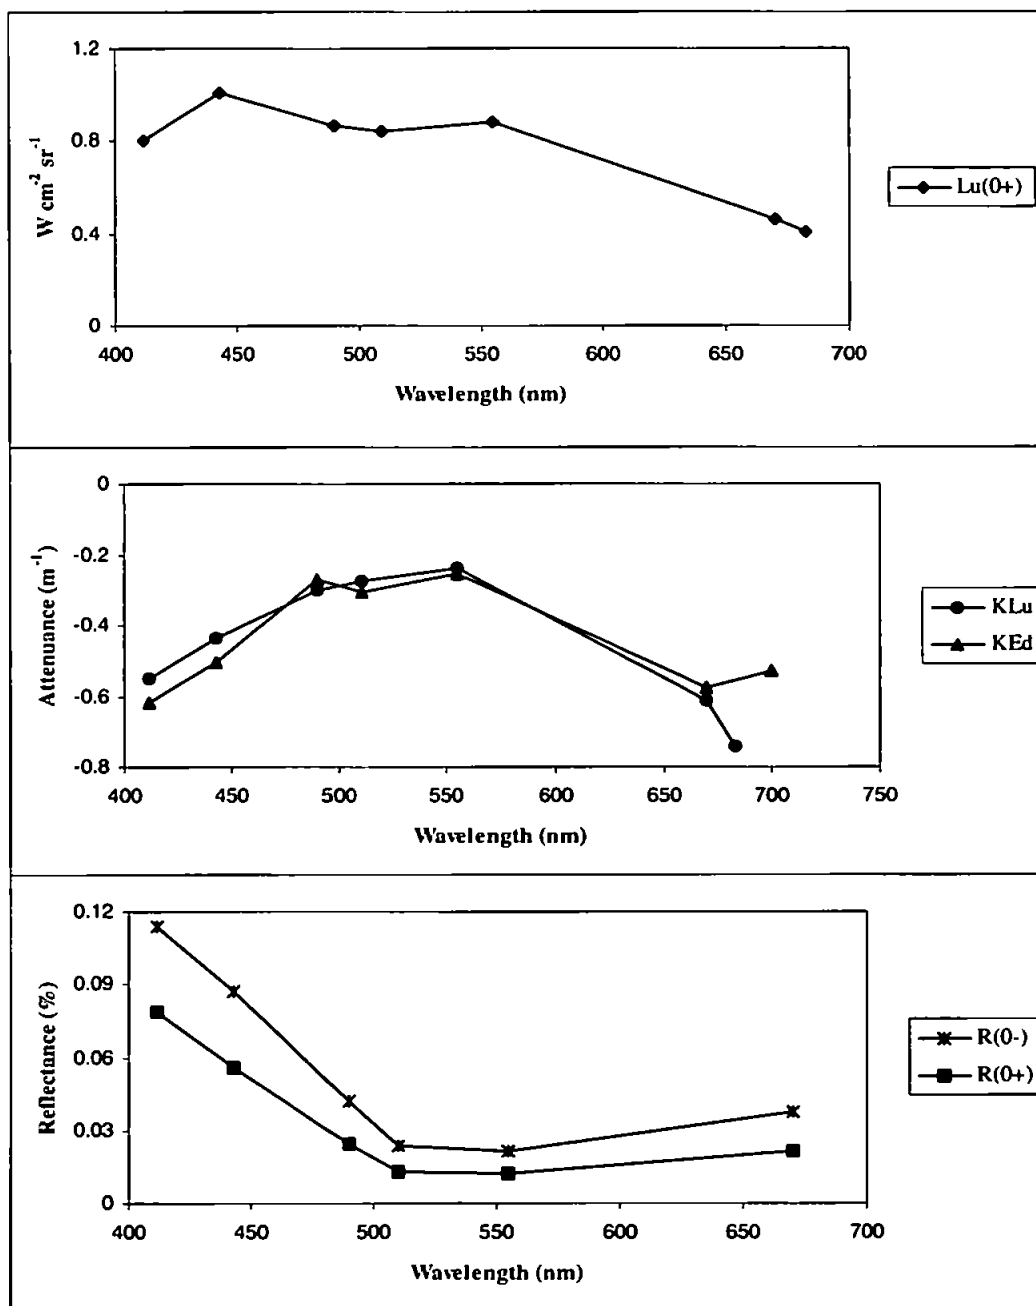 1.2
0.8
0.4
0
W cm-2 sr-1
400 450 500 550 600 650 700
Wavelength (nm)
Lu(0+)
0
-0.2
-0.4
-0.6
-0.8
Attenuance (m-1)
400 450 500 550 600 650 700 750
Wavelength (nm)
KLu
KEd
0.12
0.09
0.06
0.03
0
Reflectance (%)
400 450 500 550 600 650 700
Wavelength (nm)
R(0-)
R(0+)